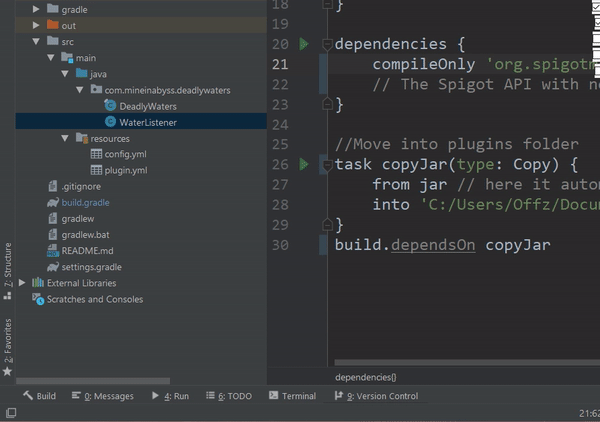 gradle
out
src
main
java
com.mineinabyss.deadlywaters
DeadlyWaters
WaterListener
resources
config.yml
plugin.yml
.gitignore
build.gradle
gradlew
gradlew.bat
README.md
settings.gradle
External Libraries
Scratches and Consoles
7: Structure
2: Favorites
18 }
19
20 dependencies {
21 compileOnly 'org.spigotm
22 // The Spigot API with no
23 }
24
25 //Move into plugins folder
26 task copyJar(type: Copy) {
27 from jar // here it auto
28 into 'C:/Users/Offz/Docu
29 }
30 build.dependsOn copyJar
dependencies{}
Build 0: Messages 4: Run 6: TODO Terminal 9: Version Control
21:62